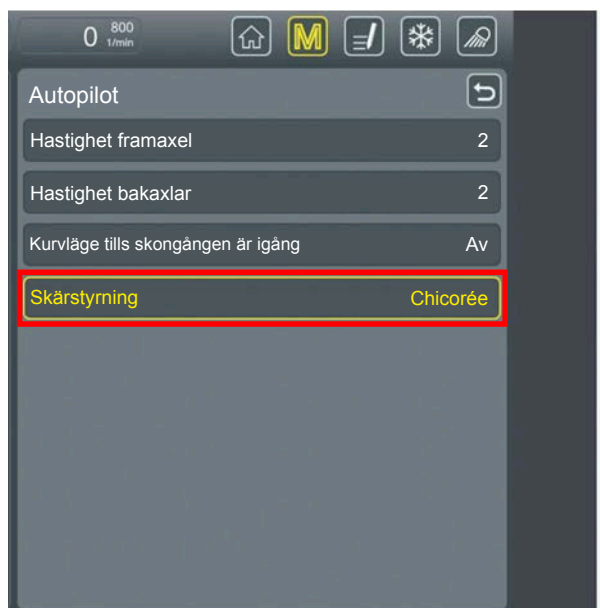 0 800 1/min
M
Autopilot
Hastighet framaxel 2
Hastighet bakaxlar 2
Kurvläge tills skongången är igång Av
Skärstyrning Chicorée